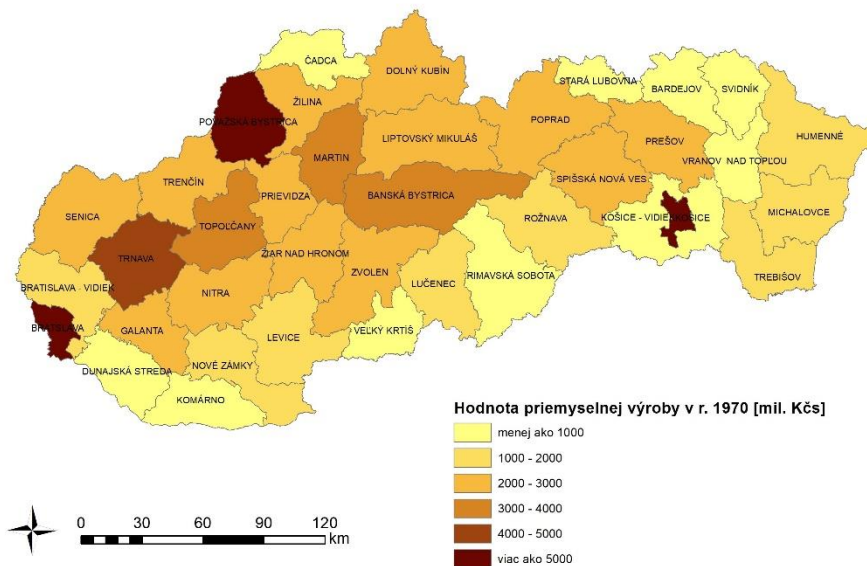 ČADCA
DOLNÝ KUBÍN
STARÁ LUBOVNA
BARDEJOV
SVIDNÍK
ŽILINA
POVAŽSKÁ BYSTRICA
POPRAD
LIPTOVSKÝ MIKULÁŠ
PREŠOV
HUMENNÉ
MARTIN
VRANOV NAD TOPĽOU
TRENČÍN
SPIŠSKÁ NOVÁ VES
PRIEVIDZA
BANSKÁ BYSTRICA
SENICA
TOPOĽČANY
KOŠICE - VIDIEK
KOŠICE
MICHALOVCE
ROŽŇAVA
TRNAVA
ŽIAR NAD HRONOM
ZVOLEN
RIMAVSKÁ SOBOTA
LUČENEC
TREBIŠOV
BRATISLAVA - VIDIEK
NITRA
BRATISLAVA
GALANTA
LEVICE
VEĽKÝ KRTÍŠ
NOVÉ ZÁMKY
DUNAJSKÁ STREDA
KOMÁRNO
Hodnota priemyselnej výroby v r. 1970 [mil. Kčs]
menej ako 1000
1000 - 2000
2000 - 3000
3000 - 4000
4000 - 5000
viac ako 5000
0 30 60 90 120
km